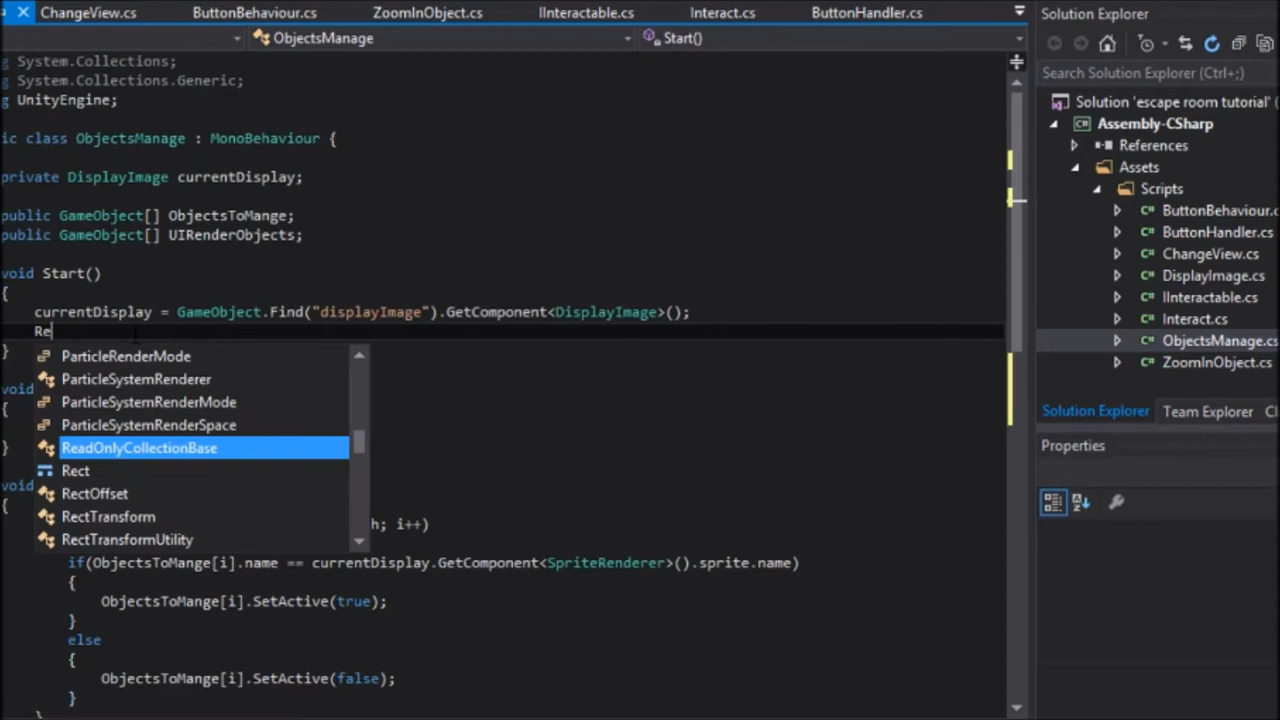 ChangeView.cs ButtonBehaviour.cs ZoomInObject.cs IInteractable.cs Interact.cs ButtonHandler.cs
ObjectsManage Start()
g System.Collections;
g System.Collections.Generic;
g UnityEngine;
ic class ObjectsManage : MonoBehaviour {
private DisplayImage currentDisplay;
public GameObject[] ObjectsToMange;
public GameObject[] UIRenderObjects;
void Start()
{
currentDisplay = GameObject.Find("displayImage").GetComponent<DisplayImage>();
Re
}
ParticleRenderMode
ParticleSystemRenderer
void
ParticleSystemRenderMode
{
ParticleSystemRenderSpace
}
ReadOnlyCollectionBase
Rect
void
RectOffset
{
RectTransform
h; i++)
RectTransformUtility
if(ObjectsToMange[i].name == currentDisplay.GetComponent<SpriteRenderer>().sprite.name)
{
ObjectsToMange[i].SetActive(true);
}
else
{
ObjectsToMange[i].SetActive(false);
}
}
Solution Explorer
Search Solution Explorer (Ctrl+;)
Solution 'escape room tutorial'
Assembly-CSharp
References
Assets
Scripts
ButtonBehaviour.c
ButtonHandler.cs
ChangeView.cs
DisplayImage.cs
IInteractable.cs
Interact.cs
ObjectsManage.cs
ZoomInObject.cs
Solution Explorer Team Explorer Cl
Properties